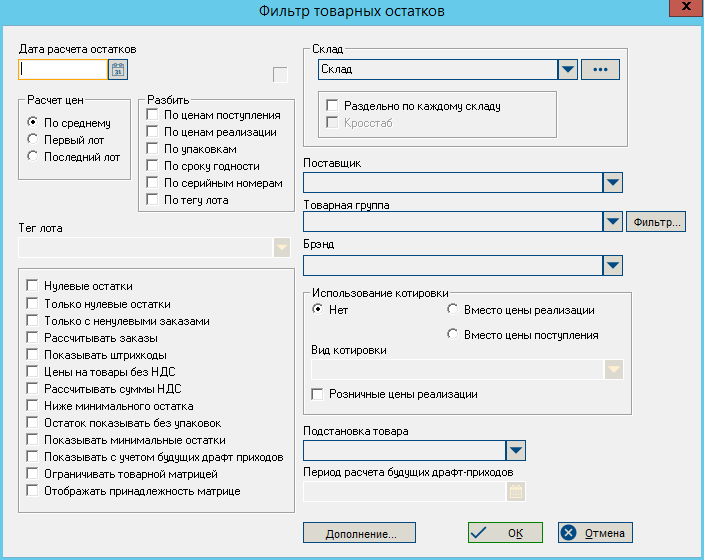 Фильтр товарных остатков
x
Дата расчета остатков
31
Расчет цен
По среднему
Первый лот
Последний лот
Разбить
По ценам поступления
По ценам реализации
По упаковкам
По сроку годности
По серийным номерам
По тегу лота
Тег лота
Нулевые остатки
Только нулевые остатки
Только с ненулевыми заказами
Рассчитывать заказы
Показывать штрихкоды
Цены на товары без НДС
Рассчитывать суммы НДС
Ниже минимального остатка
Остаток показывать без упаковок
Показывать минимальные остатки
Показывать с учетом будущих драфт приходов
Ограничивать товарной матрицей
Отображать принадлежность матрице
Склад
Склад
...
Раздельно по каждому складу
Кросстаб
Поставщик
Товарная группа
Фильтр...
Брэнд
Использование котировки
Нет
Вместо цены реализации
Вместо цены поступления
Вид котировки
Розничные цены реализации
Подстановка товара
Период расчета будущих драфт-приходов
Дополнение...
ОК
Отмена